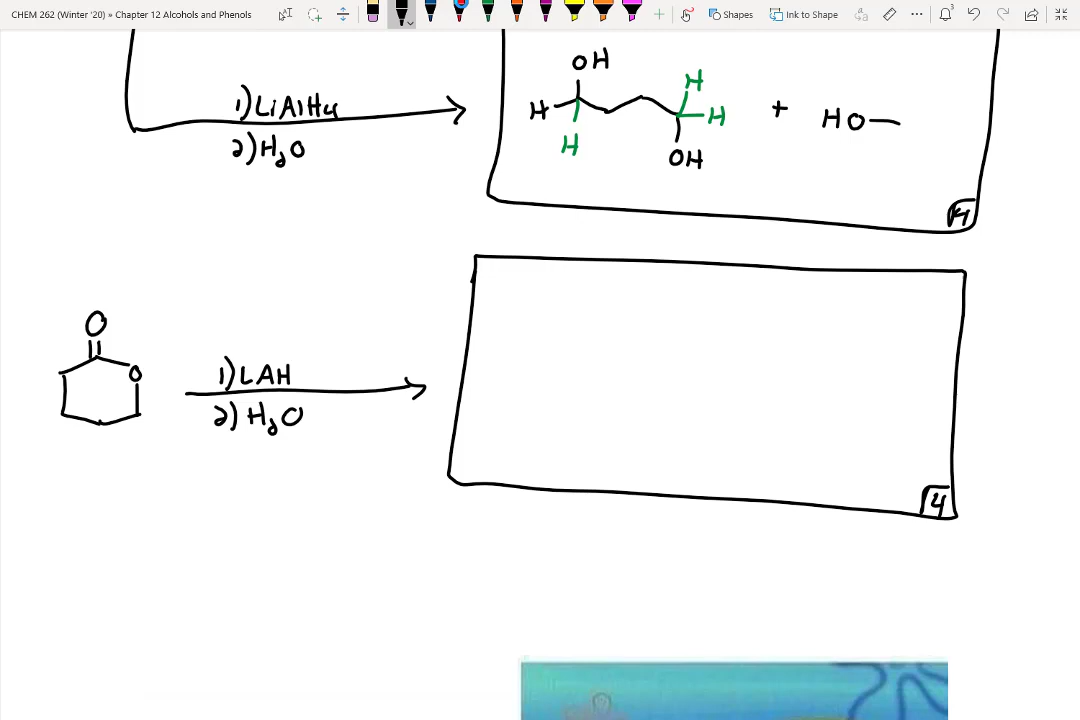 CHEM 262 (Winter '20) » Chapter 12 Alcohols and Phenols
Shapes
Ink to Shape
OH
H
H
H
H
OH
+ HO
1) LiAlH4
2) H2O
4
O
O
1) LAH
2) H2O
4